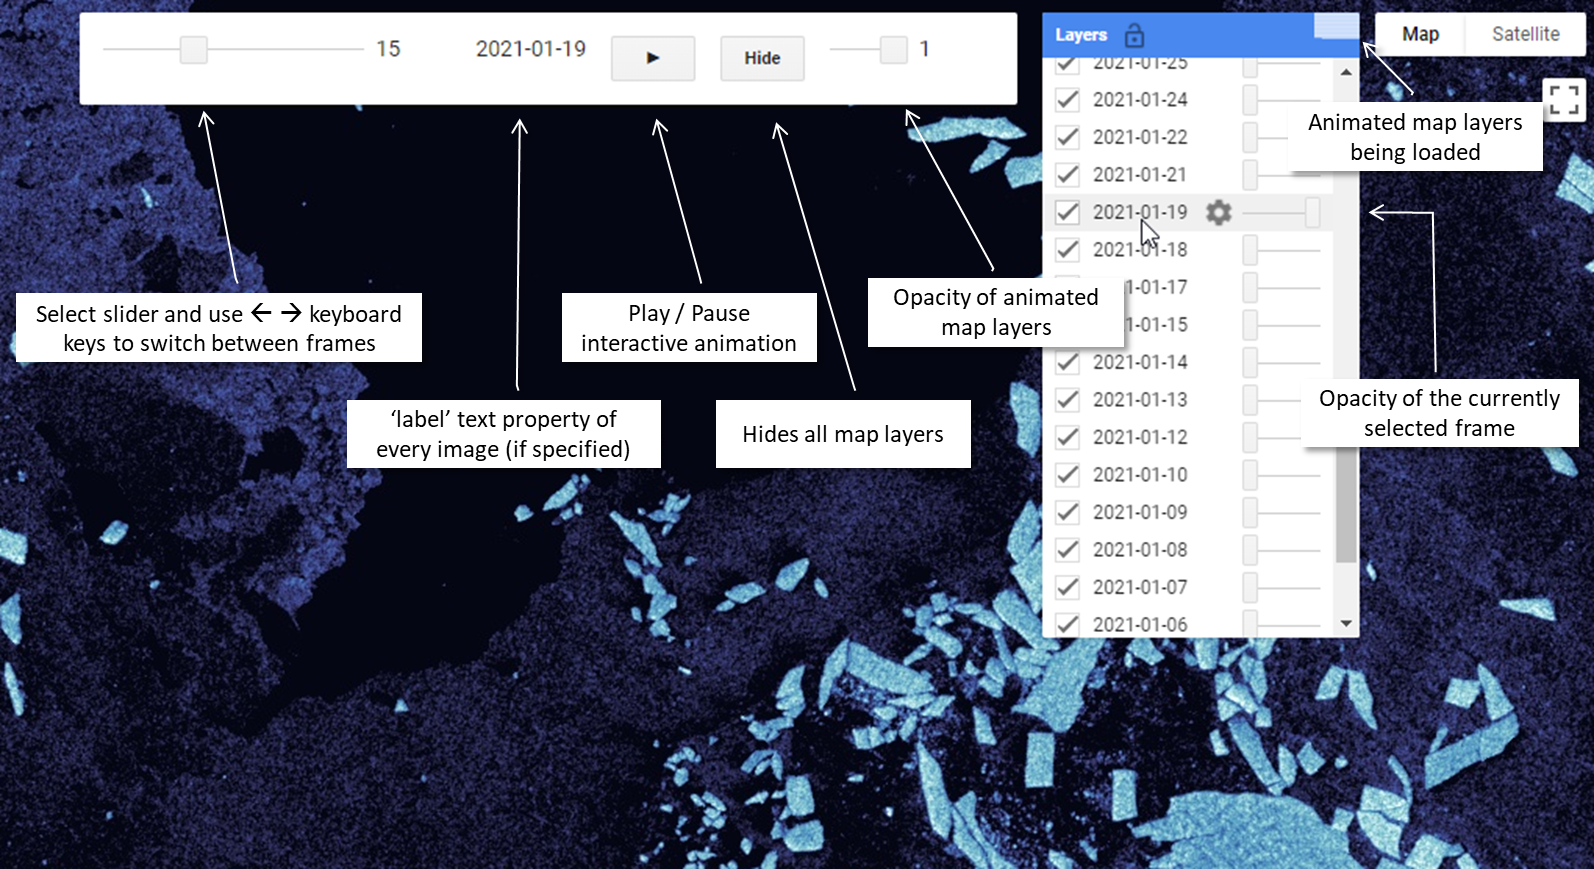 15
2021-01-19
Hide
1
Layers
Map
Satellite
2021-01-25
2021-01-24
2021-01-22
2021-01-21
2021-01-19
2021-01-18
1-17
1-15
2021-01-14
2021-01-13
2021-01-12
2021-01-10
2021-01-09
2021-01-08
2021-01-07
2021-01-06
Animated map layers
being loaded
Select slider and use ← → keyboard
keys to switch between frames
Play / Pause
interactive animation
Opacity of animated
map layers
‘label’ text property of
every image (if specified)
Hides all map layers
Opacity of the currently
selected frame